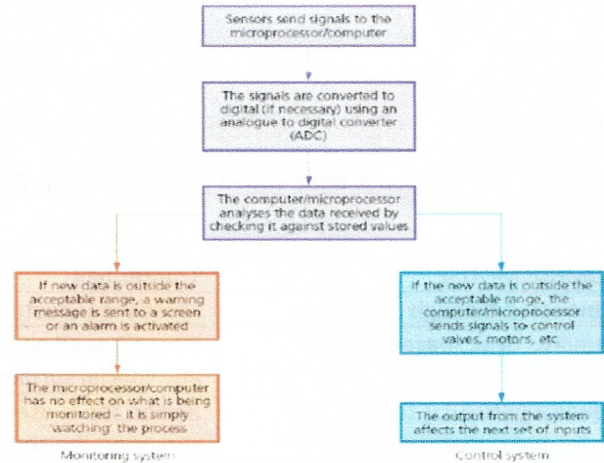 Sensors send signals to the
microprocessor/computer
The signals are converted to
digital (if necessary) using an
analogue to digital converter
(ADC)
The computer/microprocessor
analyses the data received by
checking it against stored values
If new data is outside the
acceptable range, a warning
message is sent to a screen
or an alarm is activated
The microprocessor/computer
has no effect on what is being
monitored – it is simply
'watching' the process
Monitoring system
If the new data is outside the
acceptable range, the
computer/microprocessor
sends signals to control
valves, motors, etc
The output from the system
affects the next set of inputs
Control system